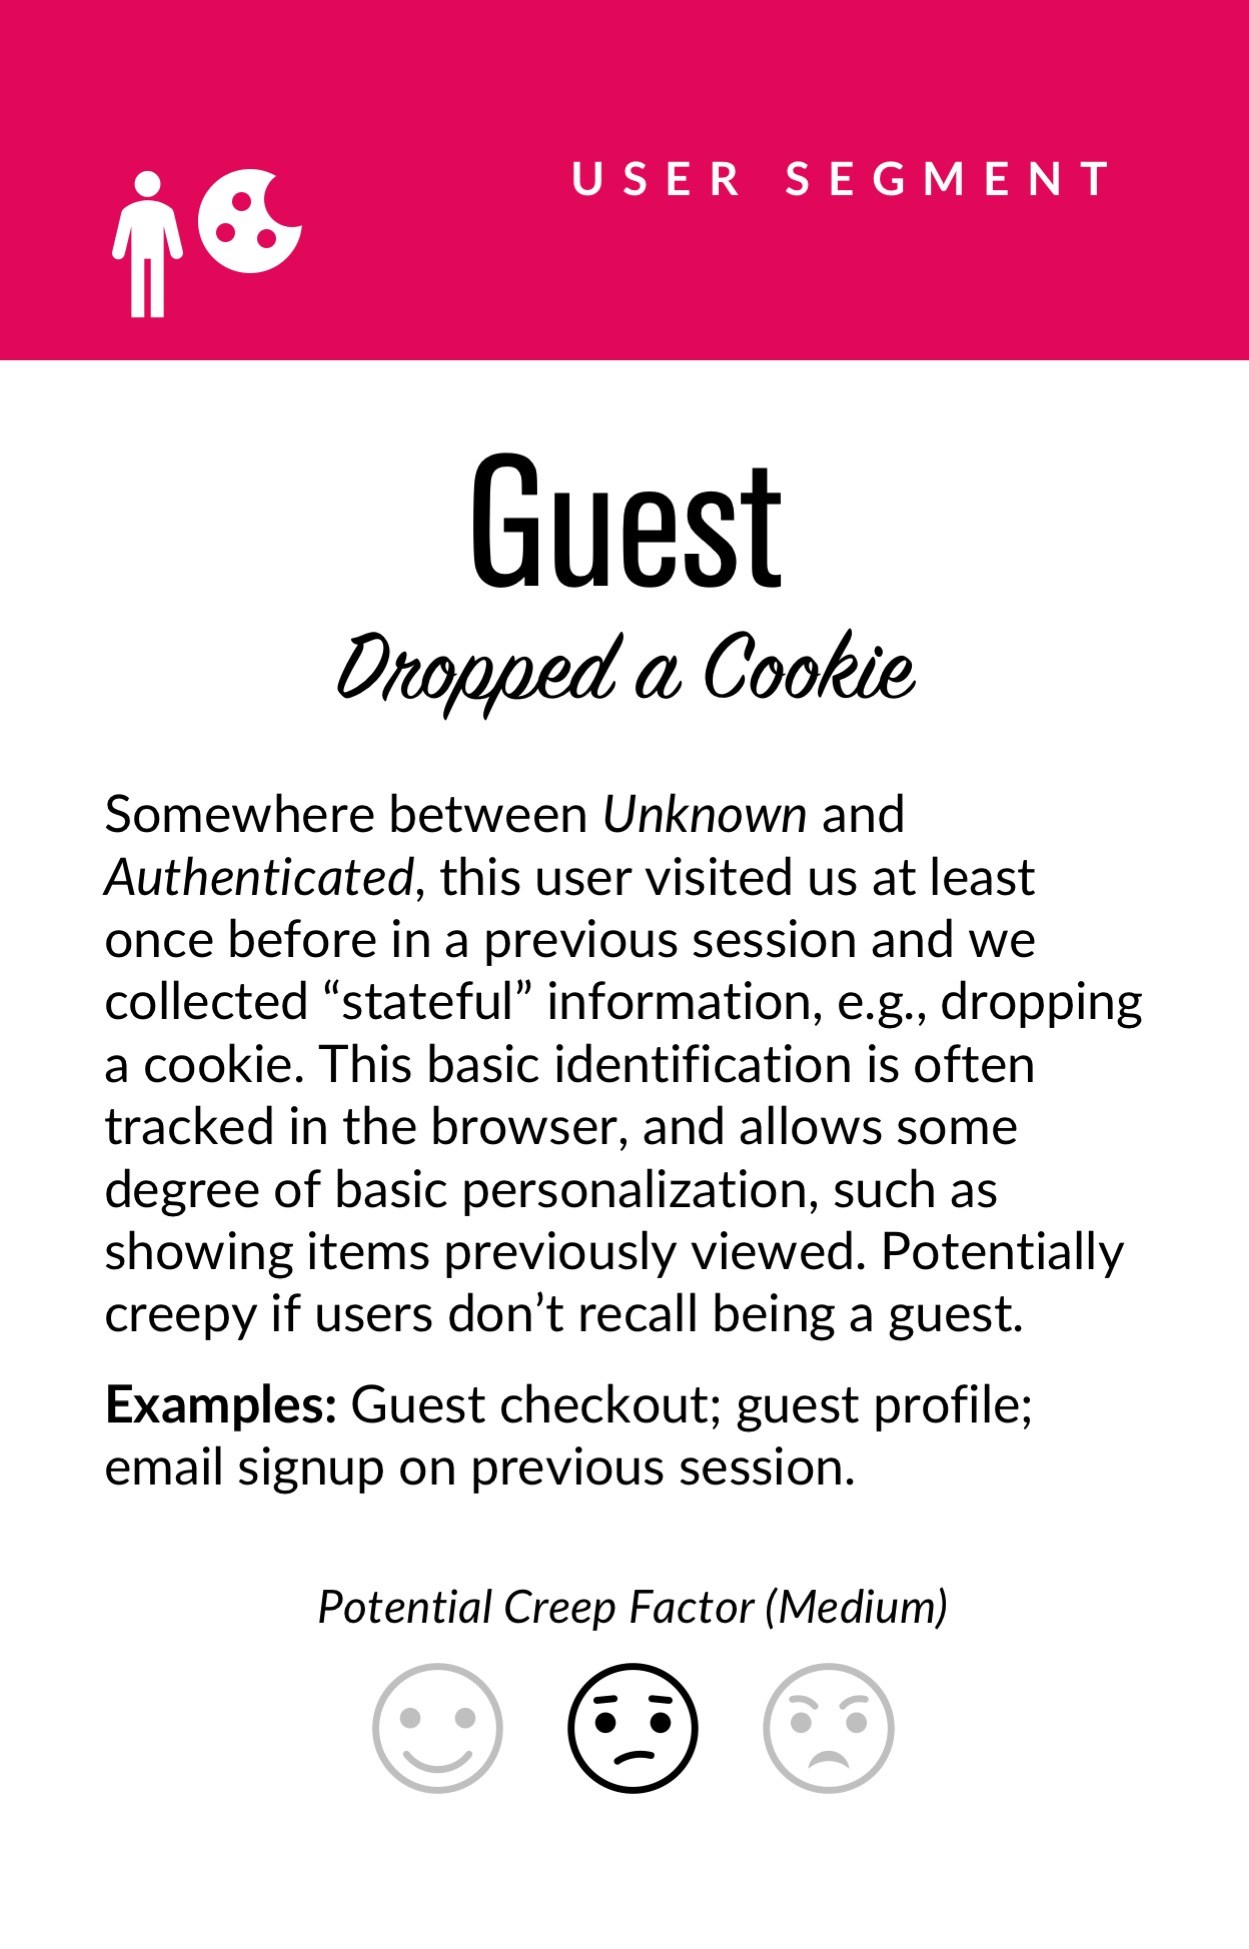 USER SEGMENT
Guest
Dropped a Cookie
Somewhere between Unknown and
Authenticated, this user visited us at least
once before in a previous session and we
collected “stateful” information, e.g., dropping
a cookie. This basic identification is often
tracked in the browser, and allows some
degree of basic personalization, such as
showing items previously viewed. Potentially
creepy if users don’t recall being a guest.
Examples: Guest checkout; guest profile;
email signup on previous session.
Potential Creep Factor (Medium)